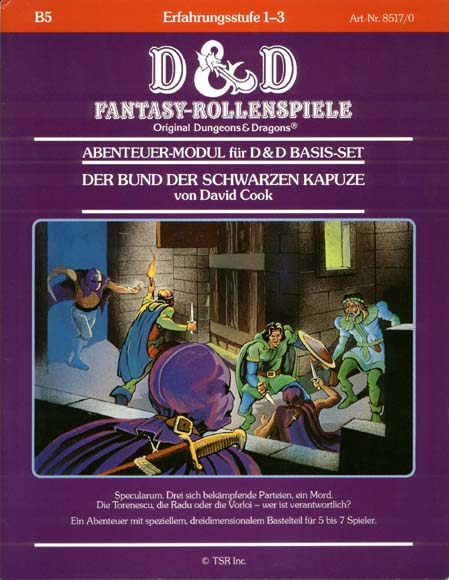 B5 Erfahrungsstufe 1–3 Art.-Nr. 8517/0
D&D
FANTASY-ROLLENSPIELE
Original Dungeons & Dragons®
ABENTEUER-MODUL für D&D BASIS-SET
DER BUND DER SCHWARZEN KAPUZE
von David Cook
Specularum. Drei sich bekämpfende Parteien, ein Mord.
Die Torenescu, die Radu oder die Vorloi – wer ist verantwortlich?
Ein Abenteuer mit speziellem, dreidimensionalem Bastelteil für 5 bis 7 Spieler.
© TSR Inc.